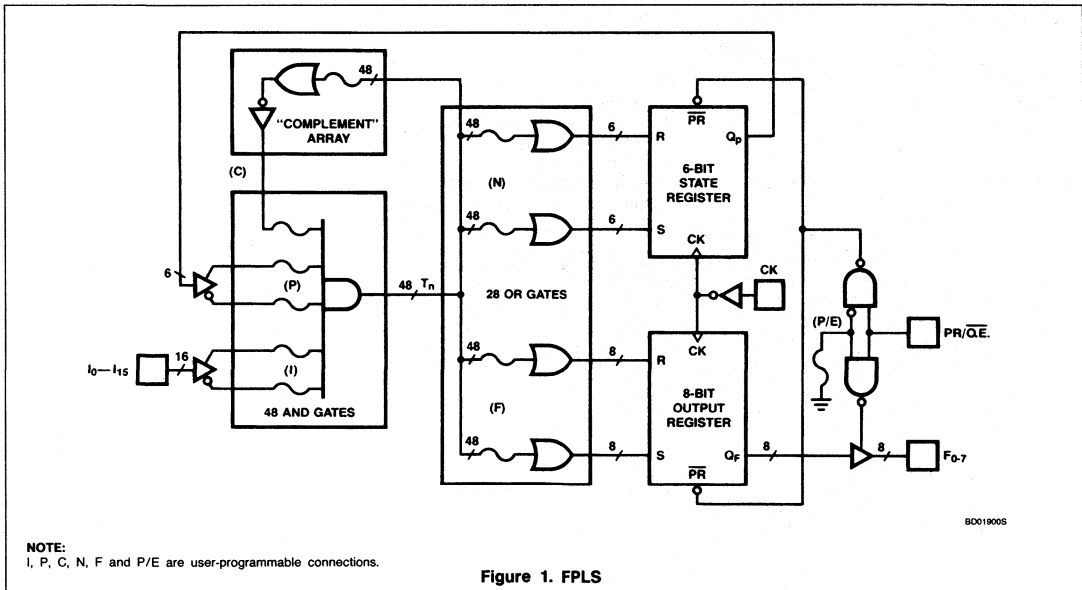 48
"COMPLEMENT"
ARRAY
(C)
48
(N)
6
R
PR
QP
6-BIT
STATE
REGISTER
48
6
S
CK
6
(P)
48 Tn
28 OR GATES
CK
(P/E)
PR/O.E.
I0—I15
16
(I)
48 AND GATES
48
8
R
CK
8-BIT
OUTPUT
REGISTER
(F)
48
8
S
QF
PR
8
8
F0-7
BD01900S
NOTE:
I, P, C, N, F and P/E are user-programmable connections.
Figure 1. FPLS